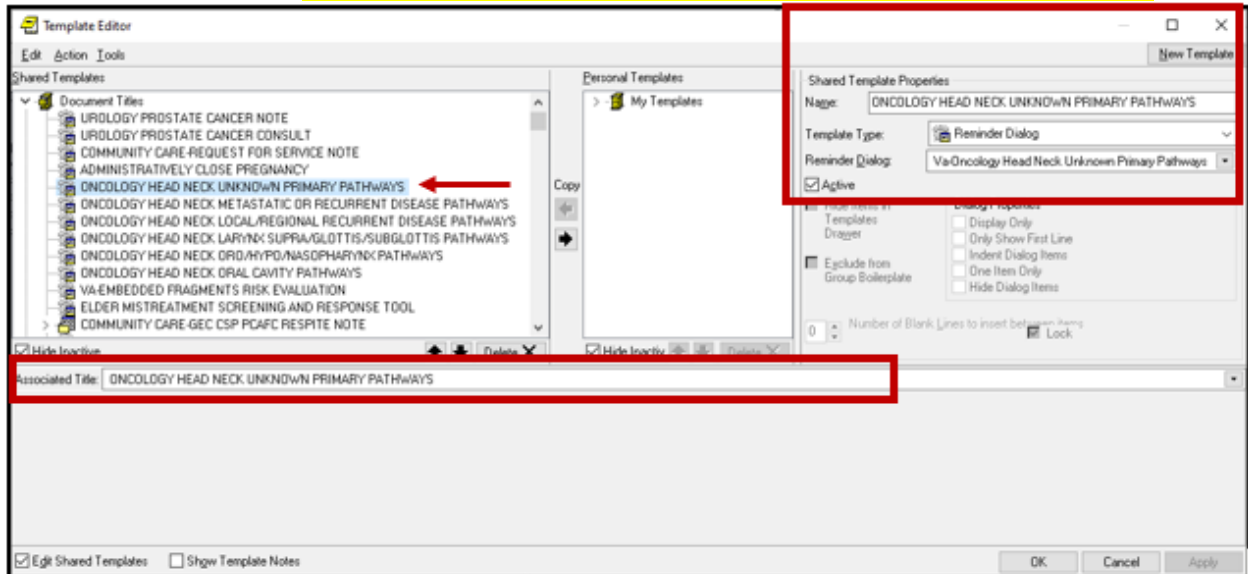 Template Editor
Edit Action Tools
New Template
Shared Templates
Document Titles
UROLOGY PROSTATE CANCER NOTE
UROLOGY PROSTATE CANCER CONSULT
COMMUNITY CARE-REQUEST FOR SERVICE NOTE
ADMINISTRATIVELY CLOSE PREGNANCY
ONCOLOGY HEAD NECK UNKNOWN PRIMARY PATHWAYS
ONCOLOGY HEAD NECK METASTATIC OR RECURRENT DISEASE PATHWAYS
ONCOLOGY HEAD NECK LOCAL/REGIONAL RECURRENT DISEASE PATHWAYS
ONCOLOGY HEAD NECK LARYNX SUPRA/GLOTTIS/SUBGLOTTIS PATHWAYS
ONCOLOGY HEAD NECK ORO/HYPO/NASOPHARYNX PATHWAYS
ONCOLOGY HEAD NECK ORAL CAVITY PATHWAYS
VA-EMBEDDED FRAGMENTS RISK EVALUATION
ELDER MISTREATMENT SCREENING AND RESPONSE TOOL
COMMUNITY CARE-GEC CSP PCAFC RESPITE NOTE
Hide Inactive
Delete
Copy
Personal Templates
My Templates
Hide Inactiv
Delete
Shared Template Properties
Name: ONCOLOGY HEAD NECK UNKNOWN PRIMARY PATHWAYS
Template Type: Reminder Dialog
Reminder Dialog: Va-Oncology Head Neck Unknown Primary Pathways
Active
Hide Items in
Templates
Drawer
Exclude from
Group Boilerplate
Dialog Properties
Display Only
Only Show First Line
Indent Dialog Items
One Item Only
Hide Dialog Items
0 Number of Blank Lines to insert between items
Lock
Associated Title: ONCOLOGY HEAD NECK UNKNOWN PRIMARY PATHWAYS
Edit Shared Templates Show Template Notes
OK Cancel Apply